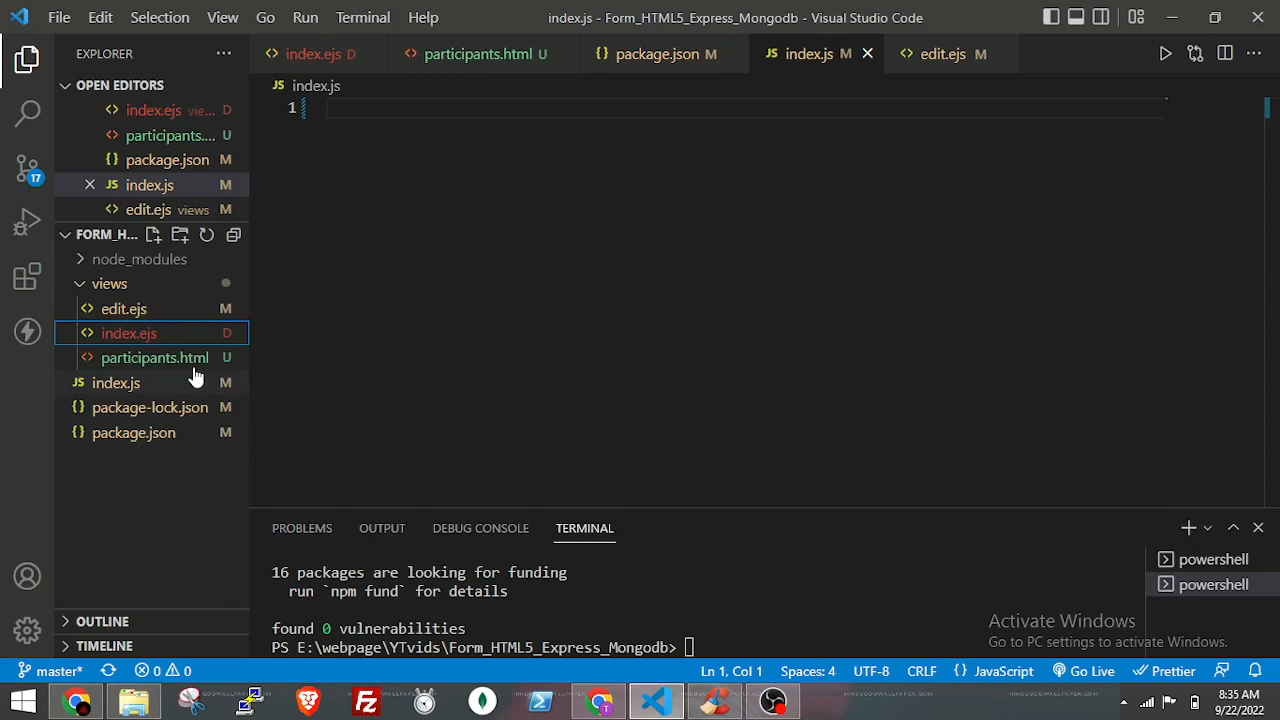 File Edit Selection View Go Run Terminal Help index.js - Form_HTML5_Express_Mongodb - Visual Studio Code
EXPLORER
index.ejs D participants.html U package.json M index.js M edit.ejs M
OPEN EDITORS
index.js
index.ejs vie... D
1
participants.... U
package.json M
index.js M
edit.ejs views M
17
FORM_H...
node_modules
views
edit.ejs M
index.ejs D
participants.html U
index.js M
package-lock.json M
package.json M
PROBLEMS OUTPUT DEBUG CONSOLE TERMINAL
16 packages are looking for funding
run `npm fund` for details
found 0 vulnerabilities
PS E:\webpage\YTvids\Form_HTML5_Express_Mongodb>
powershell
powershell
Activate Windows
Go to PC settings to activate Windows.
OUTLINE
TIMELINE
master* 0 0 Ln 1, Col 1 Spaces: 4 UTF-8 CRLF JavaScript Go Live Prettier
8:35 AM
9/22/2022